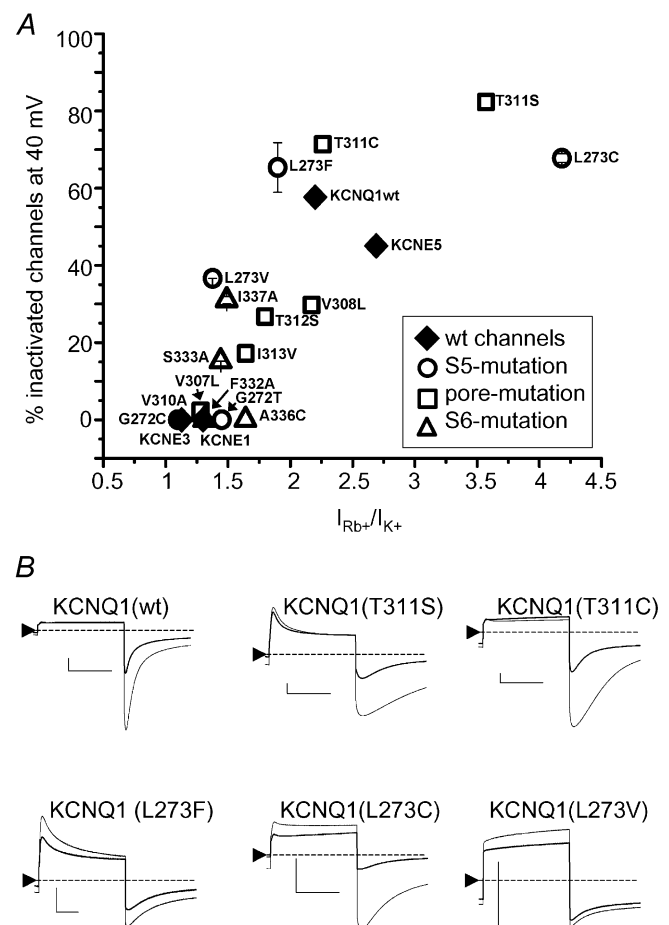 A
100
80
60
40
20
0
% inactivated channels at 40 mV
T311S
T311C
L273F
L273C
KCNQ1wt
KCNE5
L273V
I337A
V308L
T312S
S333A
I313V
V307L
F332A
V310A
G272T
G272C
A336C
KCNE3
KCNE1
wt channels
S5-mutation
pore-mutation
S6-mutation
0.5 1 1.5 2 2.5 3 3.5 4 4.5
IRb+/IK+
B
KCNQ1(wt)
KCNQ1(T311S)
KCNQ1(T311C)
KCNQ1 (L273F)
KCNQ1(L273C)
KCNQ1(L273V)